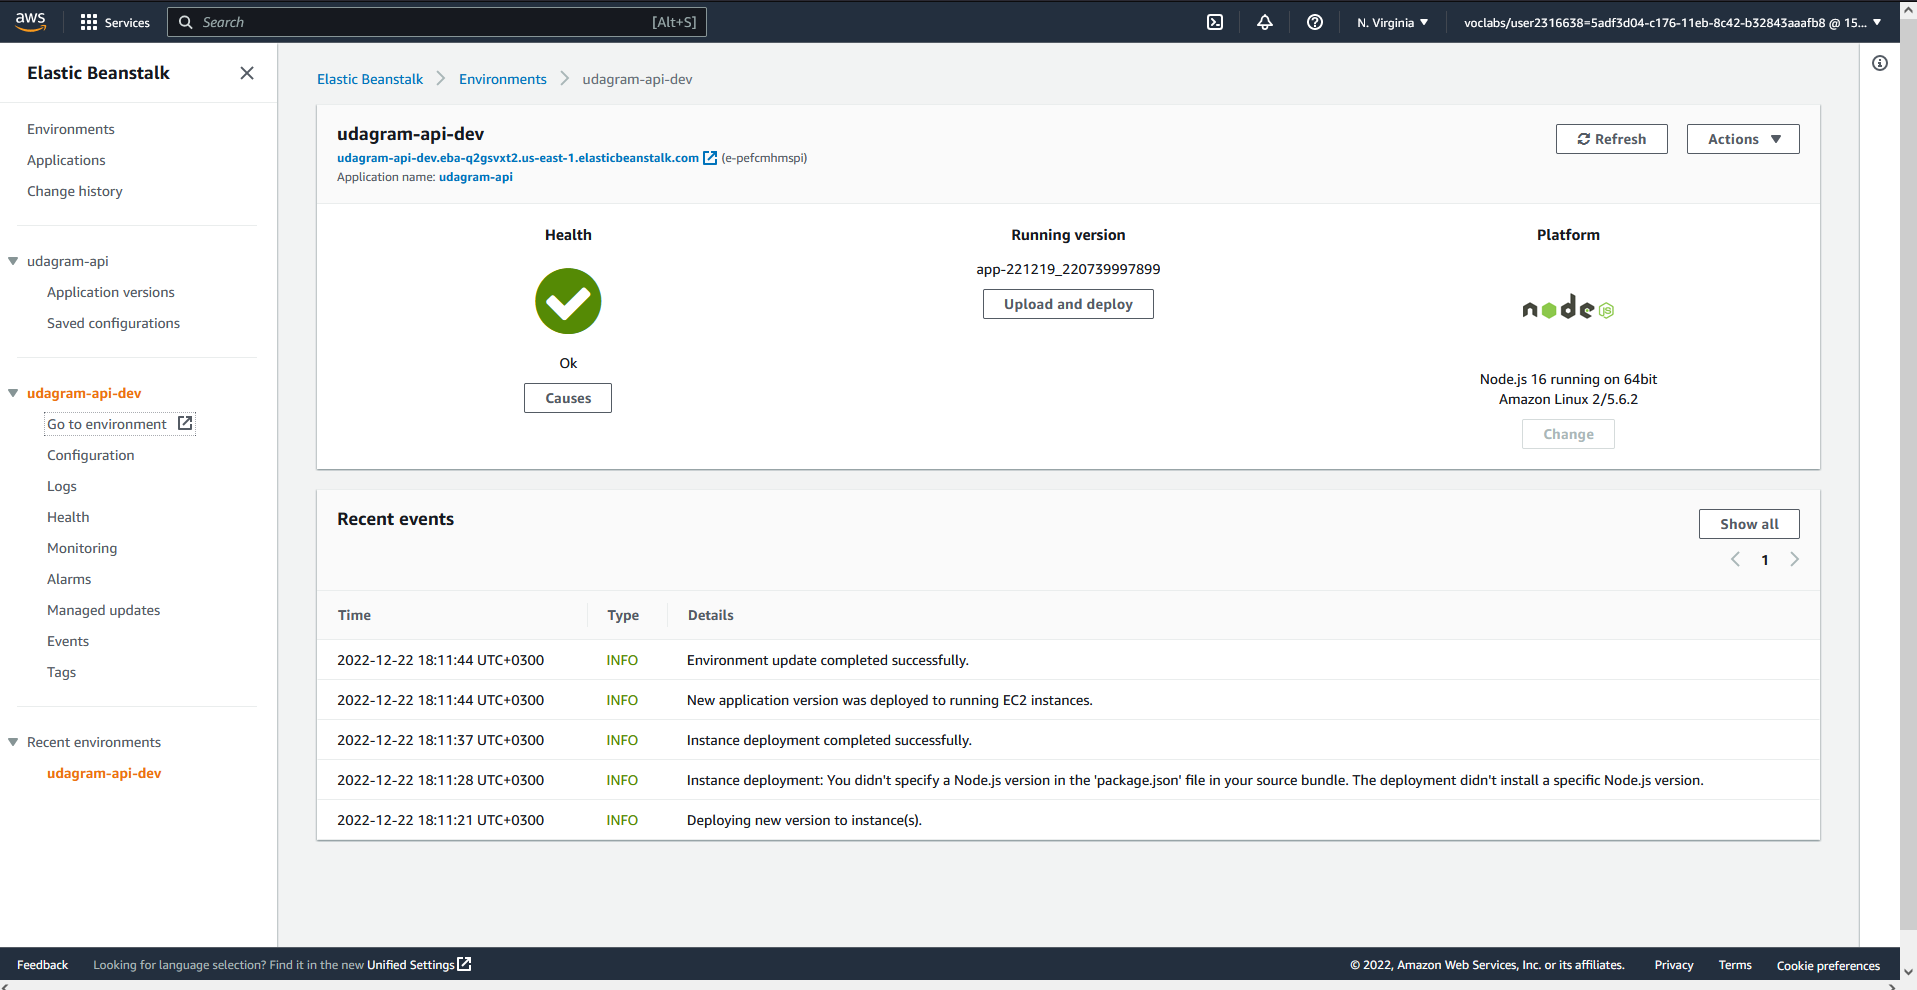 aws
Services
Search
[Alt+S]
N. Virginia
voclabs/user2316638=5adf3d04-c176-11eb-8c42-b32843aaafb8 @ 15...
Elastic Beanstalk
Environments
Applications
Change history
udagram-api
Application versions
Saved configurations
udagram-api-dev
Go to environment
Configuration
Logs
Health
Monitoring
Alarms
Managed updates
Events
Tags
Recent environments
udagram-api-dev
Elastic Beanstalk
Environments
udagram-api-dev
udagram-api-dev
udagram-api-dev.eba-q2gsvxt2.us-east-1.elasticbeanstalk.com (e-pefcmhmspi)
Application name: udagram-api
Refresh
Actions
Health
Ok
Causes
Running version
app-221219_220739997899
Upload and deploy
Platform
node JS
Node.js 16 running on 64bit
Amazon Linux 2/5.6.2
Change
Recent events
Show all
1
Time Type Details
2022-12-22 18:11:44 UTC+0300 INFO Environment update completed successfully.
2022-12-22 18:11:44 UTC+0300 INFO New application version was deployed to running EC2 instances.
2022-12-22 18:11:37 UTC+0300 INFO Instance deployment completed successfully.
2022-12-22 18:11:28 UTC+0300 INFO Instance deployment: You didn't specify a Node.js version in the 'package.json' file in your source bundle. The deployment didn't install a specific Node.js version.
2022-12-22 18:11:21 UTC+0300 INFO Deploying new version to instance(s).
Feedback
Looking for language selection? Find it in the new Unified Settings
© 2022, Amazon Web Services, Inc. or its affiliates.
Privacy
Terms
Cookie preferences